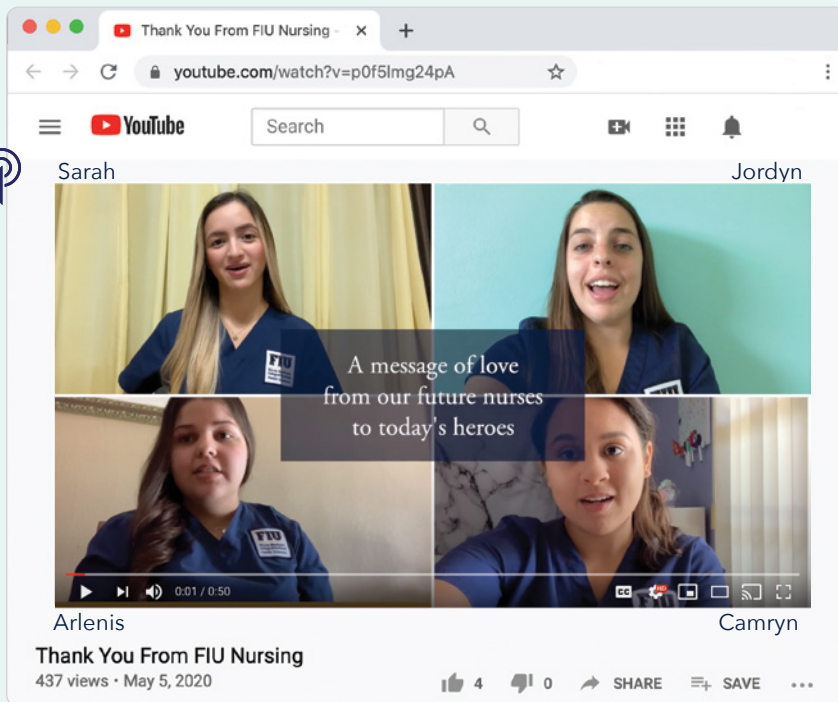 Thank You From FIU Nursing -
youtube.com/watch?v=p0f5lmg24pA
YouTube
Search
Sarah
Jordyn
FIU
A message of love
from our future nurses
to today's heroes
FIU
0:01 / 0:50
CC
HD
Arlenis
Camryn
Thank You From FIU Nursing
437 views • May 5, 2020
4
0
SHARE
SAVE